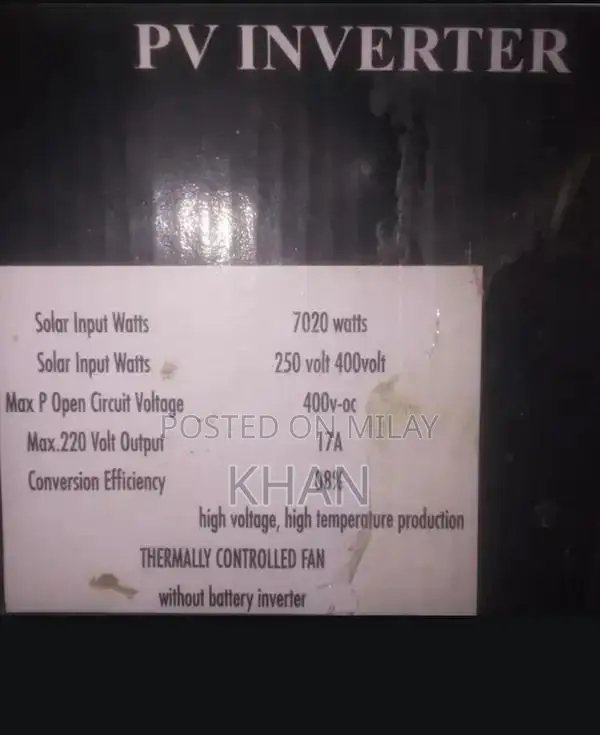 PV INVERTER
Solar Input Watts 7020 watts
Solar Input Watts 250 volt 400volt
Max P Open Circuit Voltage 400v-oc
POSTED ON MILAY
Max.220 Volt Output 17A
KHAN
Conversion Efficiency
high voltage, high temperature production
THERMALLY CONTROLLED FAN
without battery inverter